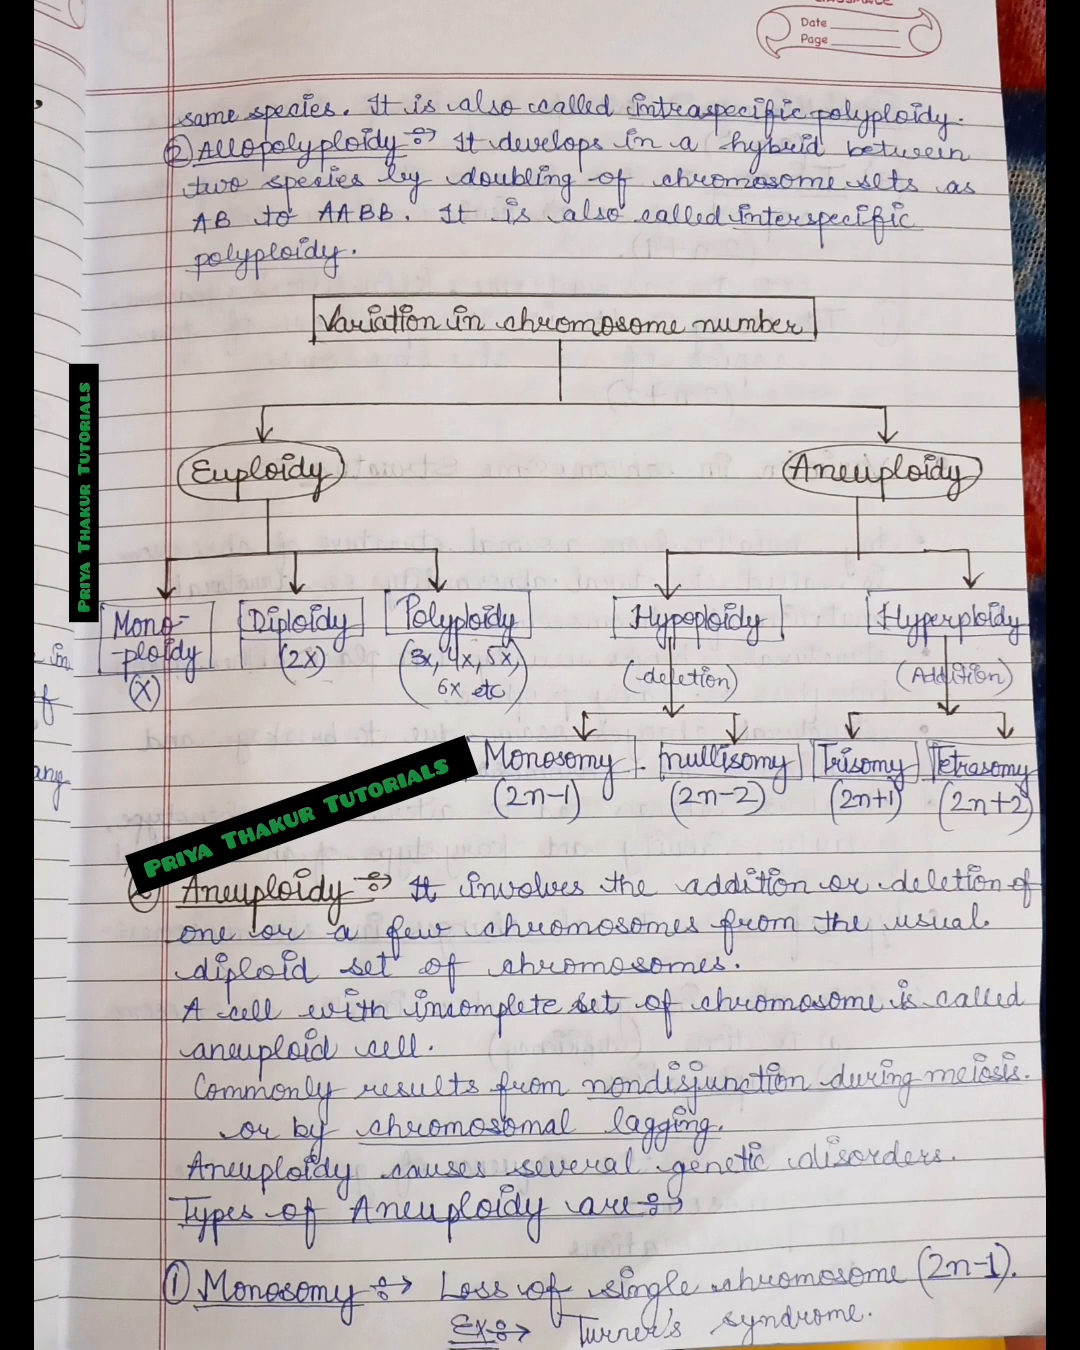 Date
Page
same species. It is also called intraspecific polyploidy.
② Allopolyploidy ÷→ It develops in a hybrid between
two species by doubling of chromosome sets as
AB to AABB. It is also called interspecific
polyploidy.
Variation in chromosome number
Euploidy
Aneuploidy
Mono-
-ploidy
(X)
Diploidy
(2X)
Polyploidy
(3x, 4x, 5x,
6x etc)
Hypoploidy
(-deletion)
Hyperploidy
(Addition)
Monosomy
(2n-1)
nullisomy
(2n-2)
Trisomy
(2n+1)
Tetrasomy
(2n+2)
PRIYA THAKUR TUTORIALS
PRIYA THAKUR TUTORIALS
Aneuploidy ÷→ It involves the addition or deletion of
one or a few chromosomes from the usual
diploid set of chromosomes.
A cell with incomplete set of chromosome is called
aneuploid cell.
Commonly results from nondisjunction during meiosis.
or by chromosomal lagging.
Aneuploidy causes several genetic disorders.
Types of Aneuploidy are ÷→
① Monosomy ÷→ Loss of single chromosome (2n-1).
Ex ÷→ Turner's syndrome.